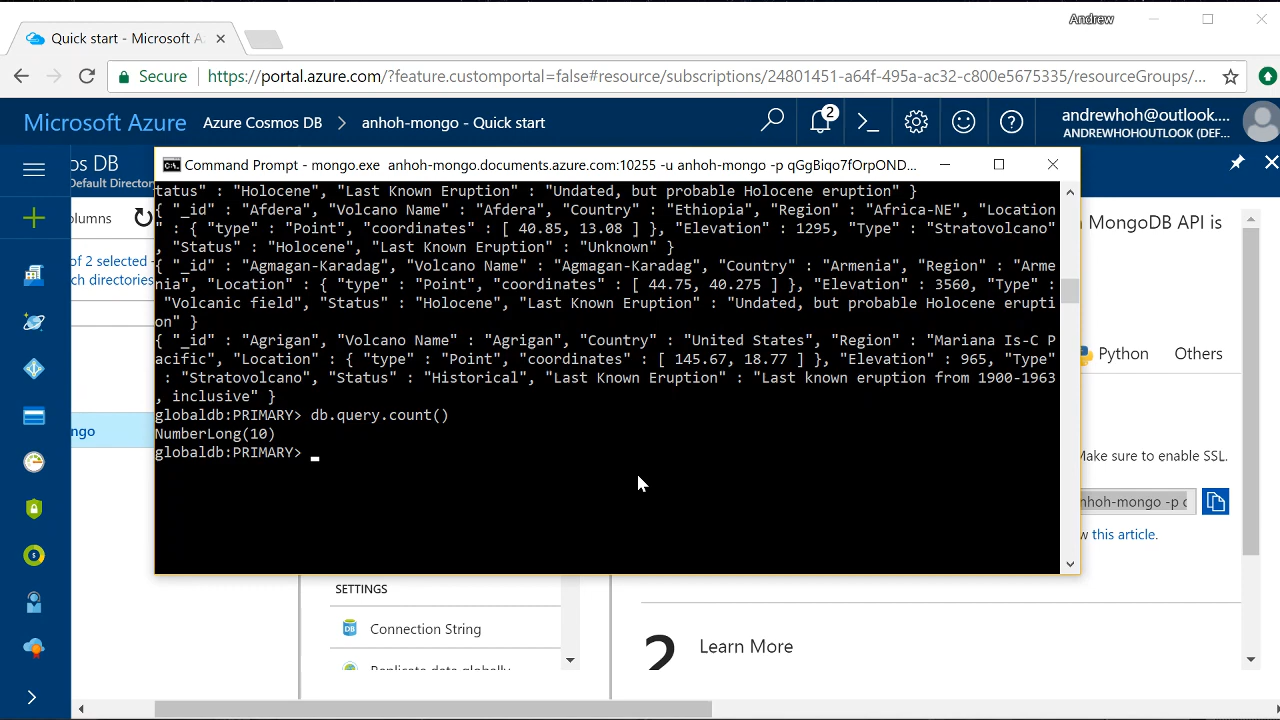 Andrew
Quick start - Microsoft A
Secure
https://portal.azure.com/?feature.customportal=false#resource/subscriptions/24801451-a64f-495a-ac32-c800e5675335/resourceGroups/...
Microsoft Azure
Azure Cosmos DB > anhoh-mongo - Quick start
2
andrewhoh@outlook....
ANDREWHOHOUTLOOK (DEF...
os DB
Default Director
olumns
of 2 selected –
ch directories
ngo
Command Prompt - mongo.exe anhoh-mongo.documents.azure.com:10255 -u anhoh-mongo -p qGgBiqo7fOrpOND...
tatus" : "Holocene", "Last Known Eruption" : "Undated, but probable Holocene eruption" }
{ "_id" : "Afdera", "Volcano Name" : "Afdera", "Country" : "Ethiopia", "Region" : "Africa-NE", "Location
" : { "type" : "Point", "coordinates" : [ 40.85, 13.08 ] }, "Elevation" : 1295, "Type" : "Stratovolcano"
, "Status" : "Holocene", "Last Known Eruption" : "Unknown" }
{ "_id" : "Agmagan-Karadag", "Volcano Name" : "Agmagan-Karadag", "Country" : "Armenia", "Region" : "Arme
nia", "Location" : { "type" : "Point", "coordinates" : [ 44.75, 40.275 ] }, "Elevation" : 3560, "Type" :
"Volcanic field", "Status" : "Holocene", "Last Known Eruption" : "Undated, but probable Holocene erupti
on" }
{ "_id" : "Agrigan", "Volcano Name" : "Agrigan", "Country" : "United States", "Region" : "Mariana Is-C P
acific", "Location" : { "type" : "Point", "coordinates" : [ 145.67, 18.77 ] }, "Elevation" : 965, "Type"
: "Stratovolcano", "Status" : "Historical", "Last Known Eruption" : "Last known eruption from 1900-1963
, inclusive" }
globaldb:PRIMARY> db.query.count()
NumberLong(10)
globaldb:PRIMARY>
MongoDB API is
Python
Others
Make sure to enable SSL.
nhoh-mongo -p
w this article.
SETTINGS
Connection String
Replicate data globally
2
Learn More